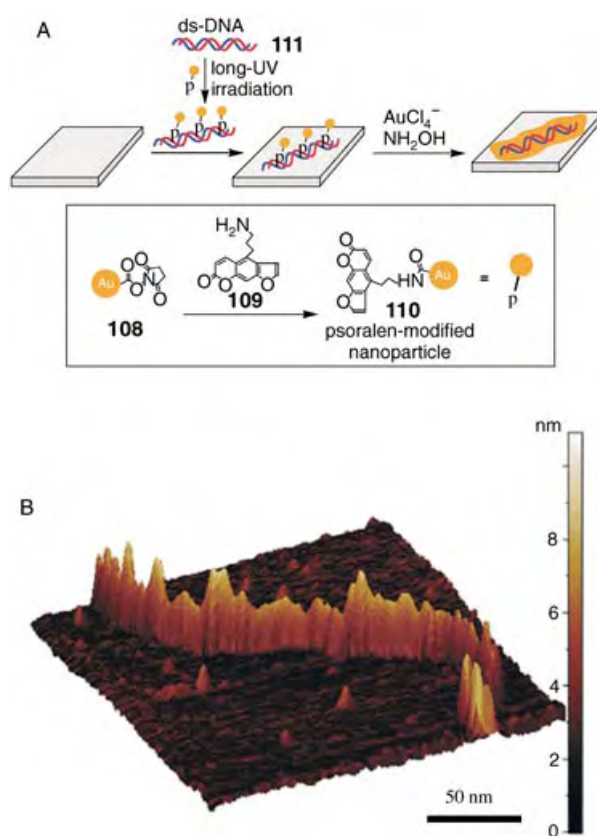 A
ds-DNA 111
p long-UV
irradiation
p p p
p p p
AuCl4−
NH2OH
H2N
O O O
109
Au O O N O O
108
O O O HN O Au
110
psoralen-modified
nanoparticle
=
p
B
nm
8
6
4
2
0
50 nm